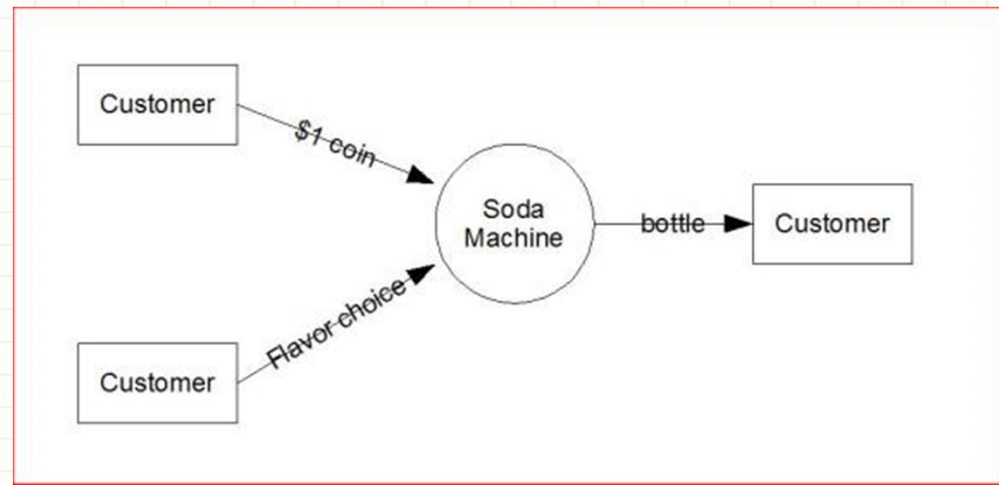 Customer
$1 coin
Soda
Machine
bottle
Customer
Flavor choice
Customer